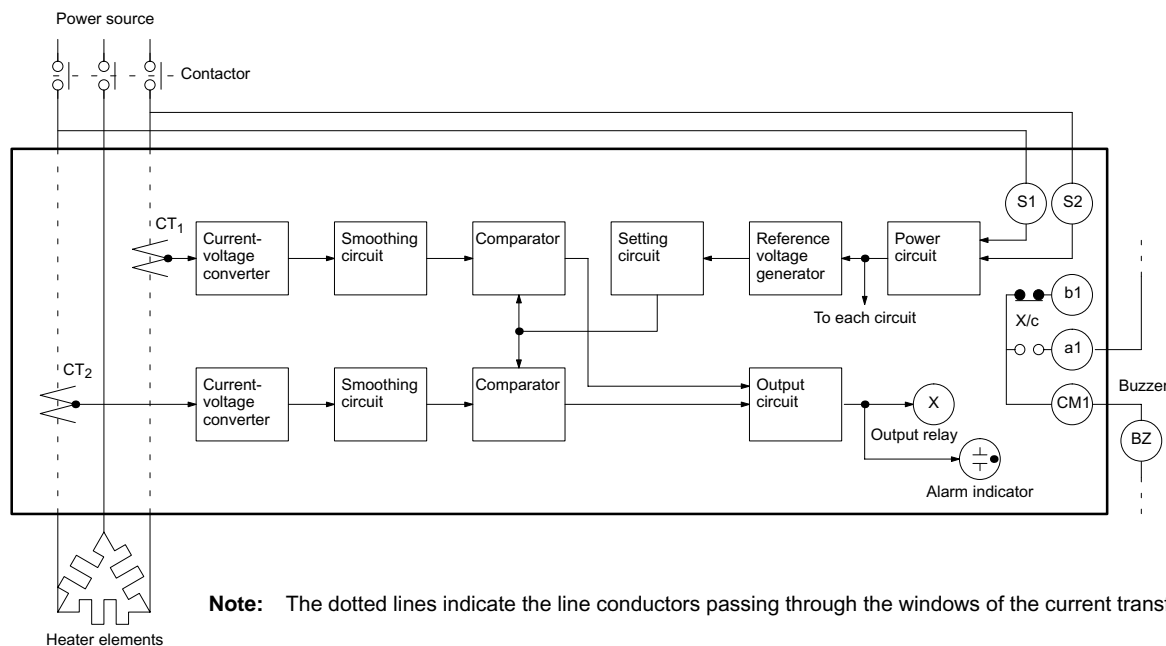 Power source
Contactor
S1
S2
CT1
Current-
voltage
converter
Smoothing
circuit
Comparator
Setting
circuit
Reference
voltage
generator
Power
circuit
To each circuit
b1
X/c
a1
CT2
Current-
voltage
converter
Smoothing
circuit
Comparator
Output
circuit
X
Output relay
CM1
Buzzer
BZ
Alarm indicator
Note: The dotted lines indicate the line conductors passing through the windows of the current
Heater elements